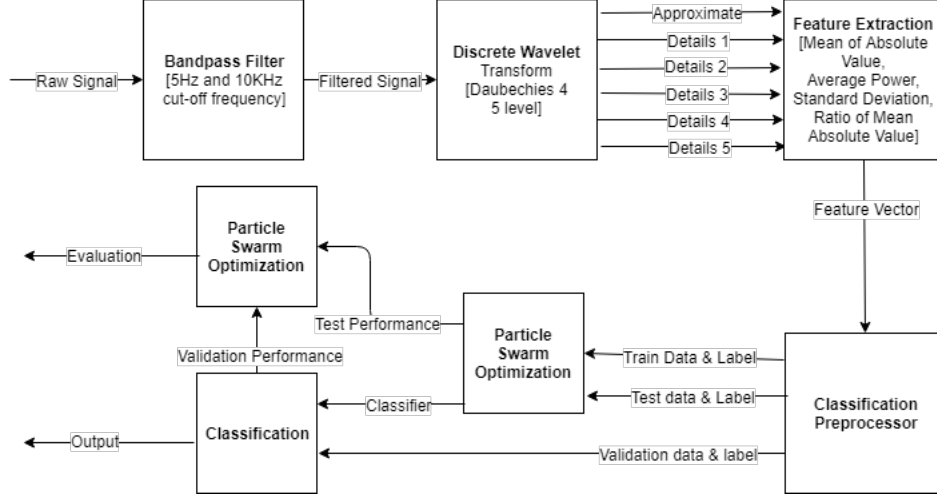 Raw Signal
Bandpass Filter
[5Hz and 10KHz
cut-off frequency]
Filtered Signal
Discrete Wavelet
Transform
[Daubechies 4
5 level]
Approximate
Details 1
Details 2
Details 3
Details 4
Details 5
Feature Extraction
[Mean of Absolute
Value,
Average Power,
Standard Deviation,
Ratio of Mean
Absolute Value]
Feature Vector
Classification
Preprocessor
Train Data & Label
Test data & Label
Validation data & label
Particle
Swarm
Optimization
Test Performance
Classifier
Particle
Swarm
Optimization
Evaluation
Validation Performance
Classification
Output